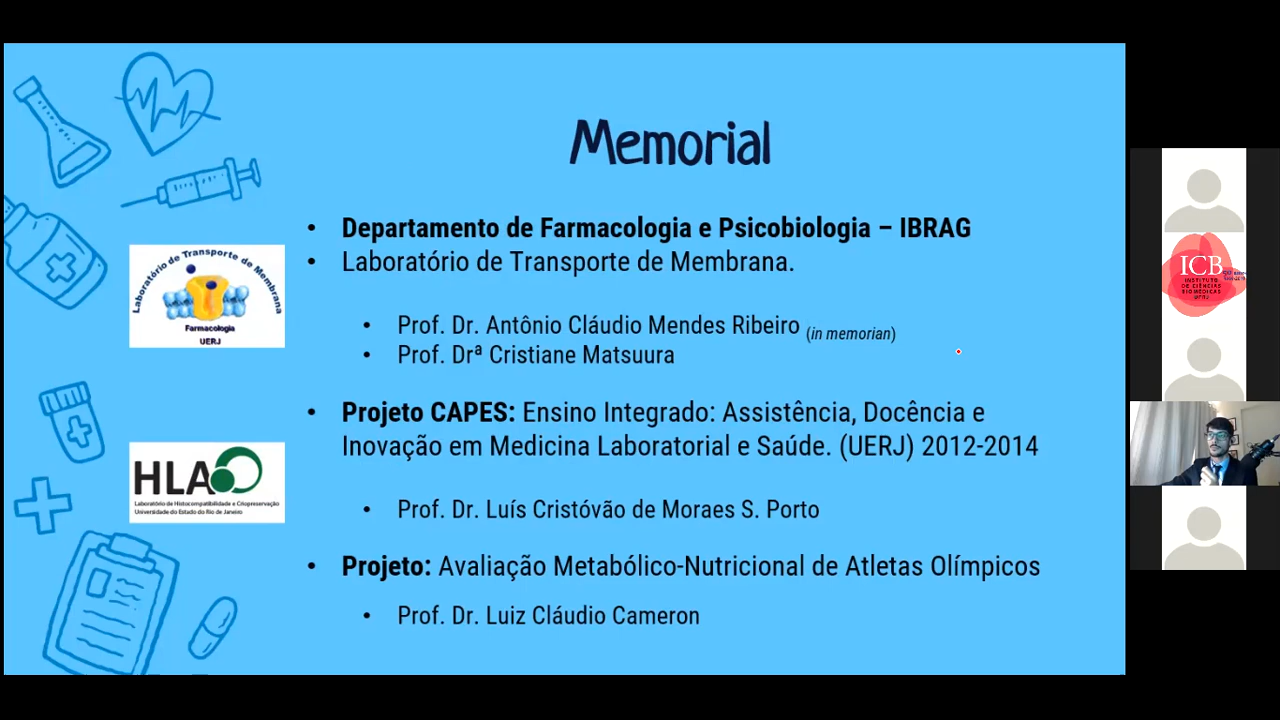 Memorial
• Departamento de Farmacologia e Psicobiologia – IBRAG
• Laboratório de Transporte de Membrana.
• Prof. Dr. Antônio Cláudio Mendes Ribeiro (in memorian)
• Prof. Drª Cristiane Matsuura
• Projeto CAPES: Ensino Integrado: Assistência, Docência e
Inovação em Medicina Laboratorial e Saúde. (UERJ) 2012-2014
• Prof. Dr. Luís Cristóvão de Moraes S. Porto
• Projeto: Avaliação Metabólico-Nutricional de Atletas Olímpicos
• Prof. Dr. Luiz Cláudio Cameron
Laboratório de Transporte de Membrana
Farmacologia
UERJ
HLA
Laboratório de Histocompatibilidade e Criopreservação
Universidade do Estado do Rio de Janeiro
ICB
INSTITUTO
DE CIÊNCIAS
BIOMÉDICAS
UFRJ